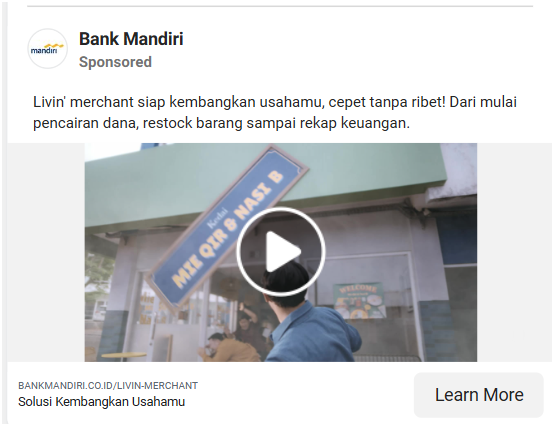 mandiri
Bank Mandiri
Sponsored
Livin' merchant siap kembangkan usahamu, cepet tanpa ribet! Dari mulai
pencairan dana, restock barang sampai rekap keuangan.
Kedai
MIE QIR & NASI B
WELCOME
BANKMANDIRI.CO.ID/LIVIN-MERCHANT
Solusi Kembangkan Usahamu
Learn More